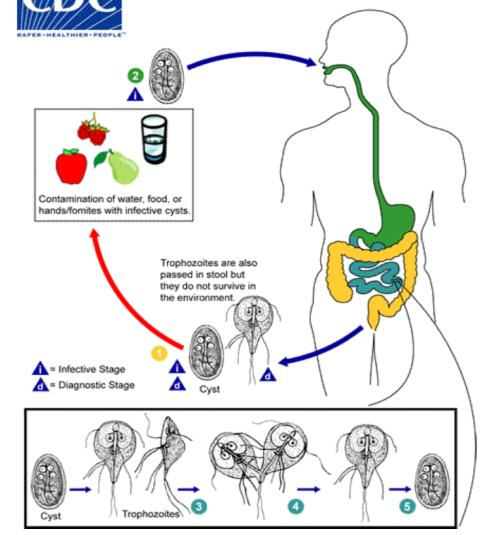 CDC
SAFER • HEALTHIER • PEOPLE™
2
i
Contamination of water, food, or
hands/fomites with infective cysts.
Trophozoites are also
passed in stool but
they do not survive in
the environment.
1
i
d
d
Cyst
i = Infective Stage
d = Diagnostic Stage
Cyst
Trophozoites
3
4
5